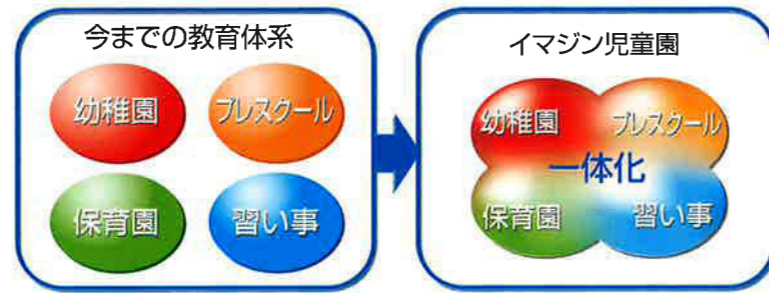 今までの教育体系
幼稚園
プレスクール
保育園
習い事
イマジン児童園
幼稚園
プレスクール
一体化
保育園
習い事